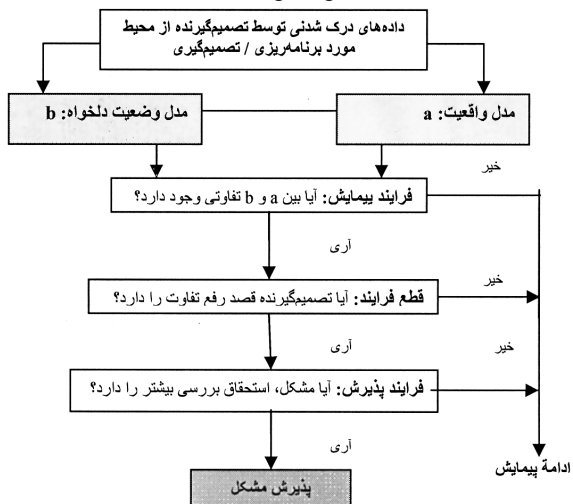 داده‌های درک شدنی توسط تصمیم‌گیرنده از محیط
مورد برنامه‌ریزی / تصمیم‌گیری
مدل واقعیت: a
مدل وضعیت دلخواه: b
خیر
فرایند پیمایش: آیا بین a و b تفاوتی وجود دارد؟
آری
خیر
قطع فرایند: آیا تصمیم‌گیرنده قصد رفع تفاوت را دارد؟
آری
خیر
فرایند پذیرش: آیا مشکل، استحقاق بررسی بیشتر را دارد؟
آری
ادامة پیمایش
پذیرش مشکل